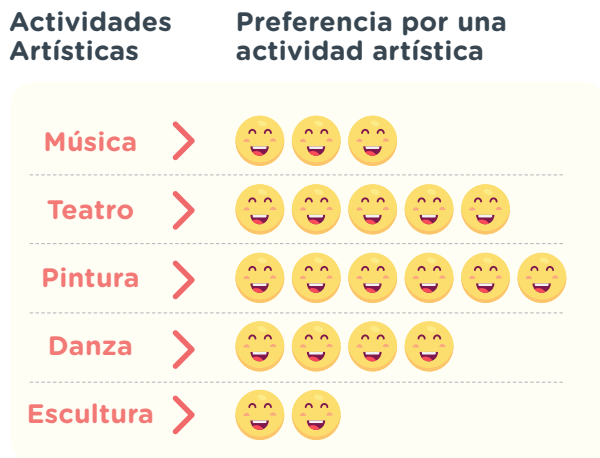 Actividades
Artísticas
Preferencia por una
actividad artística
Música
Teatro
Pintura
Danza
Escultura